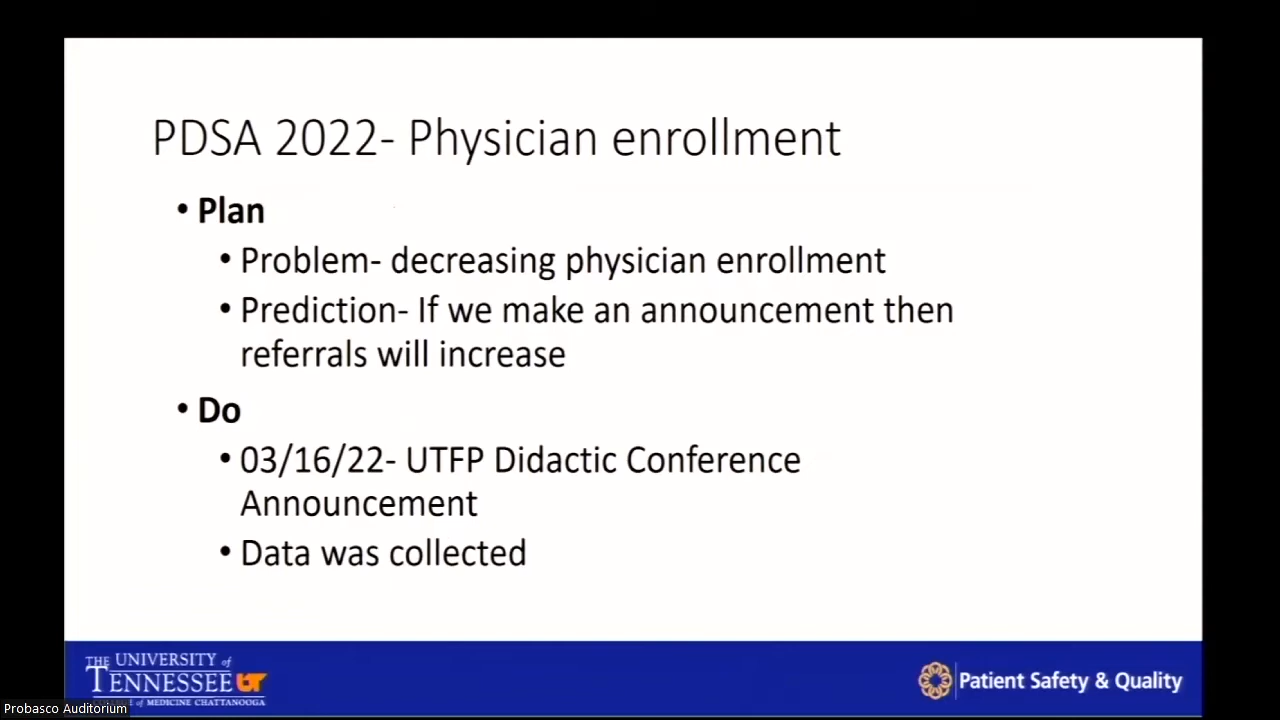 PDSA 2022- Physician enrollment
• Plan
• Problem- decreasing physician enrollment
• Prediction- If we make an announcement then
referrals will increase
• Do
• 03/16/22- UTFP Didactic Conference
Announcement
• Data was collected
THE UNIVERSITY of
TENNESSEE UT
of MEDICINE CHATTANOOGA
Patient Safety & Quality
Probasco Auditorium